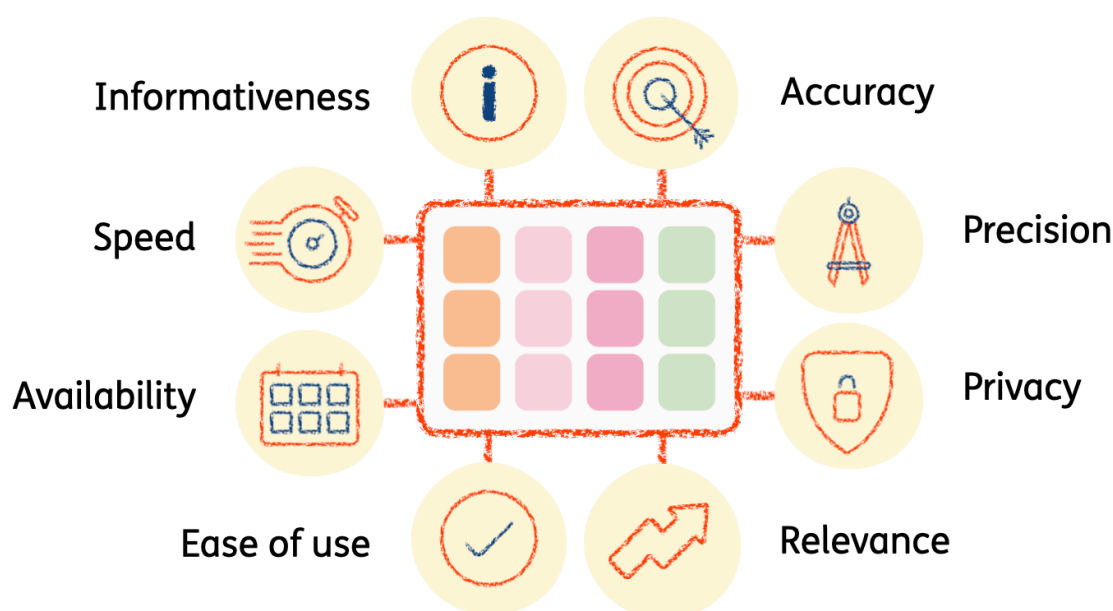 Informativeness
Accuracy
Speed
Precision
Availability
Privacy
Ease of use
Relevance